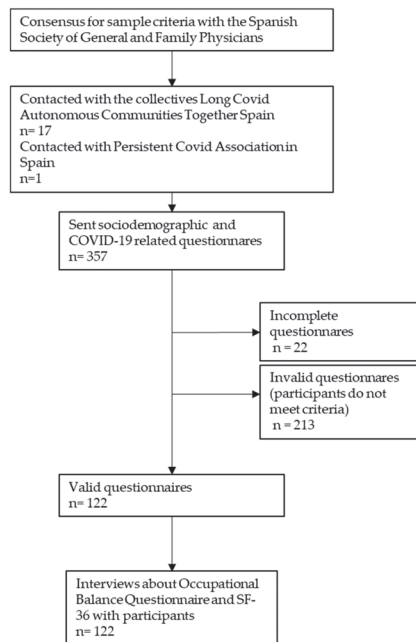 Consensus for sample criteria with the Spanish
Society of General and Family Physicians
Contacted with the collectives Long Covid
Autonomous Communities Together Spain
n= 17
Contacted with Persistent Covid Association in
Spain
n=1
Sent sociodemographic and
COVID-19 related questionnares
n= 357
Incomplete
questionnares
n = 22
Invalid questionnares
(participants do not
meet criteria)
n = 213
Valid questionnaires
n= 122
Interviews about Occupational
Balance Questionnaire and SF-
36 with participants
n= 122